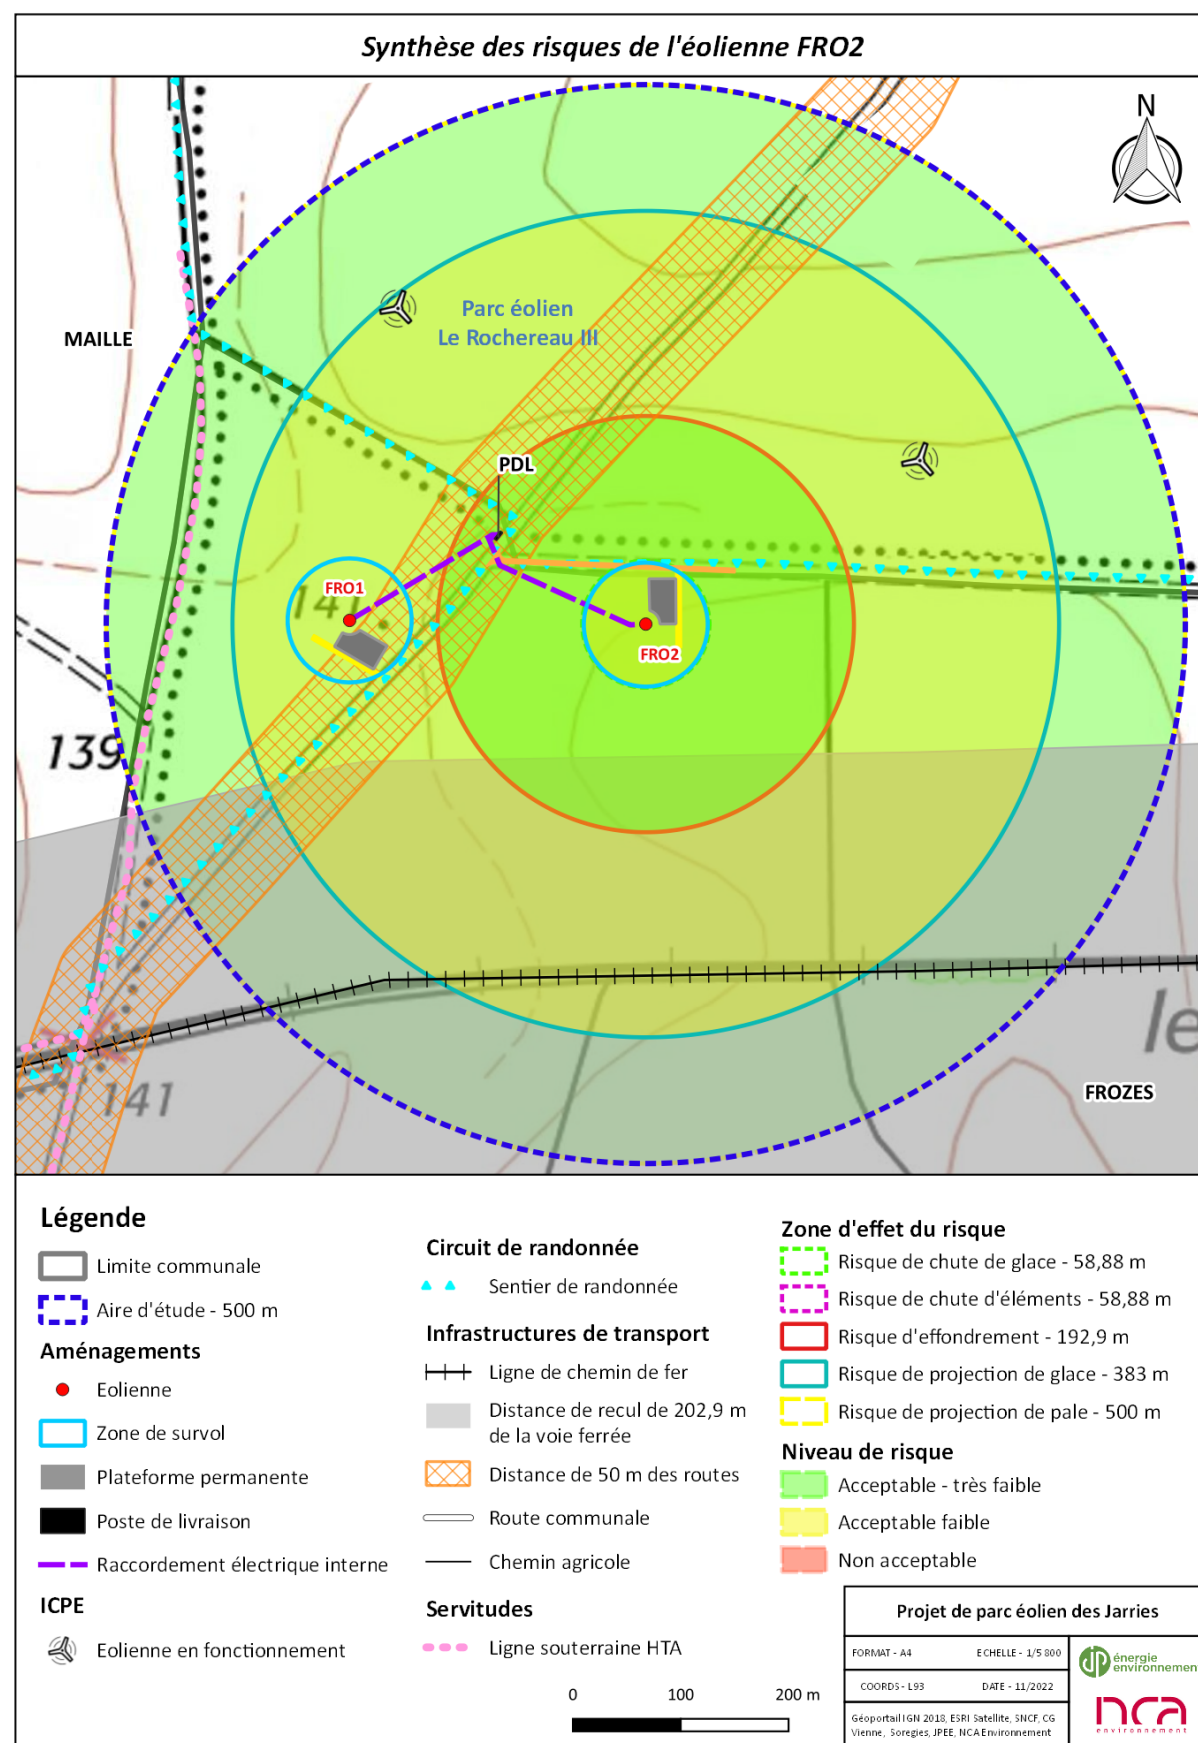 Synthèse des risques de l'éolienne FRO2
N
Parc éolien
Le Rochereau III
MAILLE
PDL
FRO1
141
FRO2
139
le
141
FROZES
Légende
Limite communale
Aire d'étude - 500 m
Aménagements
Eolienne
Zone de survol
Plateforme permanente
Poste de livraison
Raccordement électrique interne
ICPE
Eolienne en fonctionnement
Circuit de randonnée
Sentier de randonnée
Infrastructures de transport
Ligne de chemin de fer
Distance de recul de 202,9 m
de la voie ferrée
Distance de 50 m des routes
Route communale
Chemin agricole
Servitudes
Ligne souterraine HTA
0 100 200 m
Zone d'effet du risque
Risque de chute de glace - 58,88 m
Risque de chute d'éléments - 58,88 m
Risque d'effondrement - 192,9 m
Risque de projection de glace - 383 m
Risque de projection de pale - 500 m
Niveau de risque
Acceptable - très faible
Acceptable faible
Non acceptable
Projet de parc éolien des Jarries
FORMAT - A4 ECHELLE - 1/5 800
COORDS - L93 DATE - 11/2022
Géoportail IGN 2018, ESRI Satellite, SNCF, CG
Vienne, Soregies, JPEE, NCA Environnement
JP énergie
environnement
nca
environnement